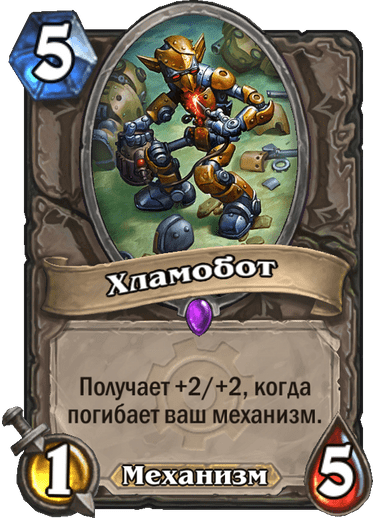 5
Хламобот
Получает +2/+2, когда
погибает ваш механизм.
1
Механизм
5